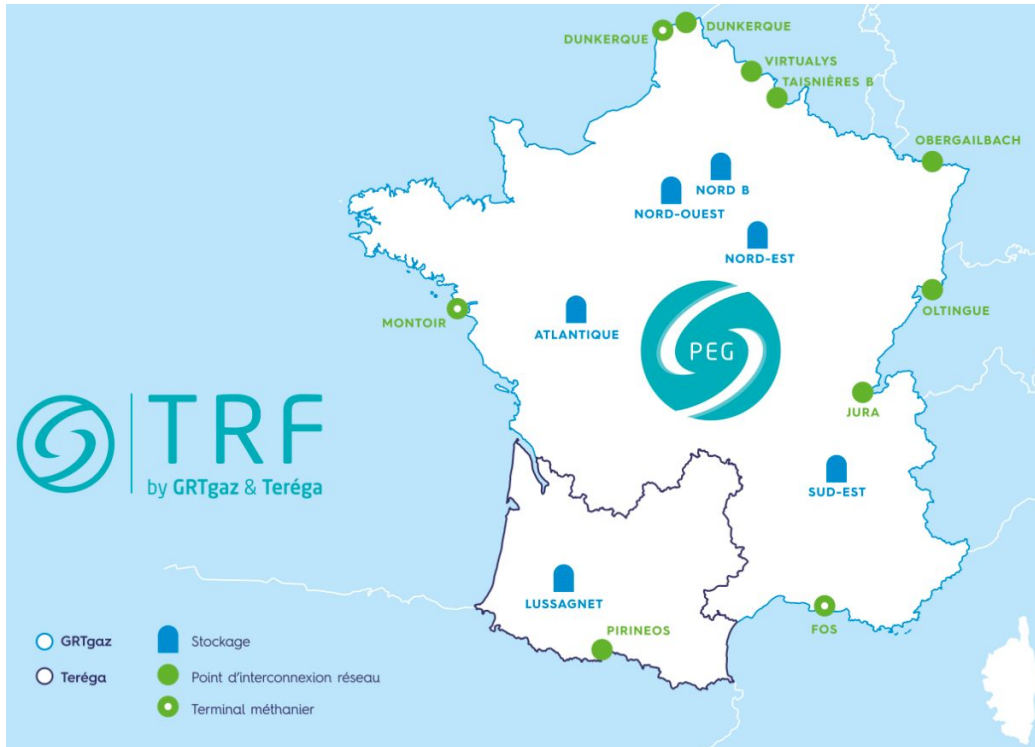 DUNKERQUE
DUNKERQUE
VIRTUALYS
TAISNIÈRES B
OBERGAILBACH
NORD B
NORD-OUEST
NORD-EST
OLTINGUE
MONTOIR
ATLANTIQUE
PEG
JURA
TRF
by GRTgaz & Teréga
SUD-EST
LUSSAGNET
PIRINEOS
FOS
GRTgaz
Teréga
Stockage
Point d'interconnexion réseau
Terminal méthanier